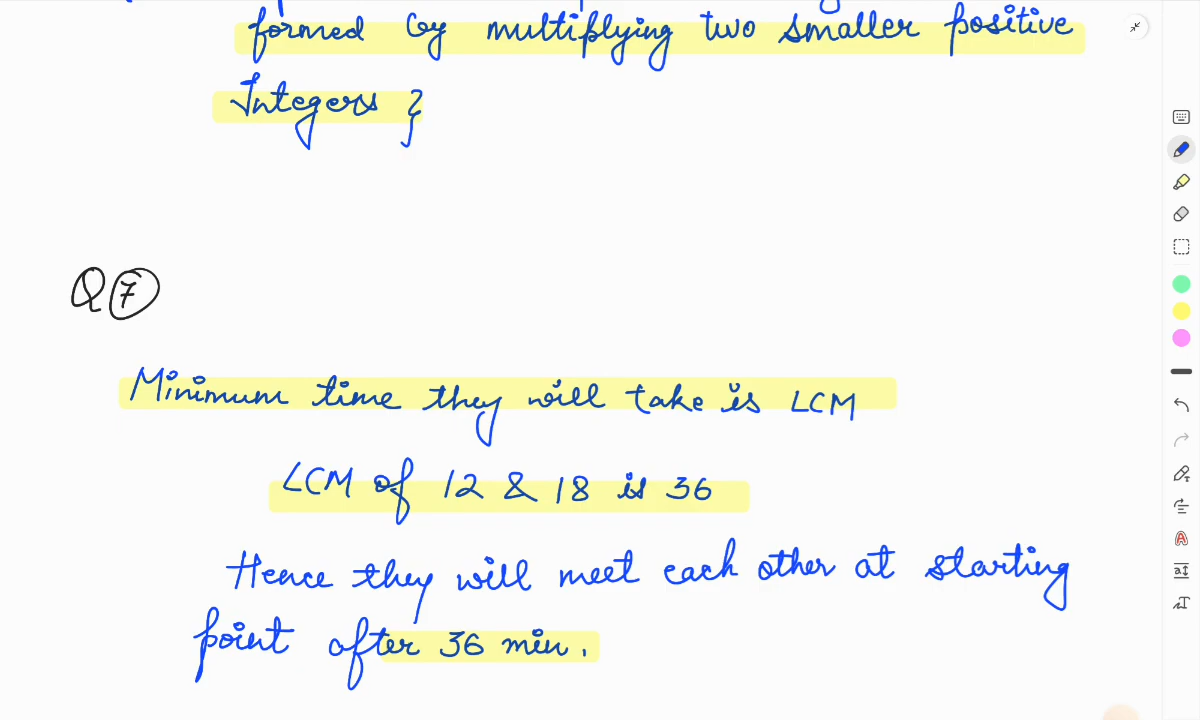 formed by multiplying two smaller positive
Integers }
Q 7
Minimum time they will take is LCM
LCM of 12 & 18 is 36
Hence they will meet each other at starting
point after 36 min.